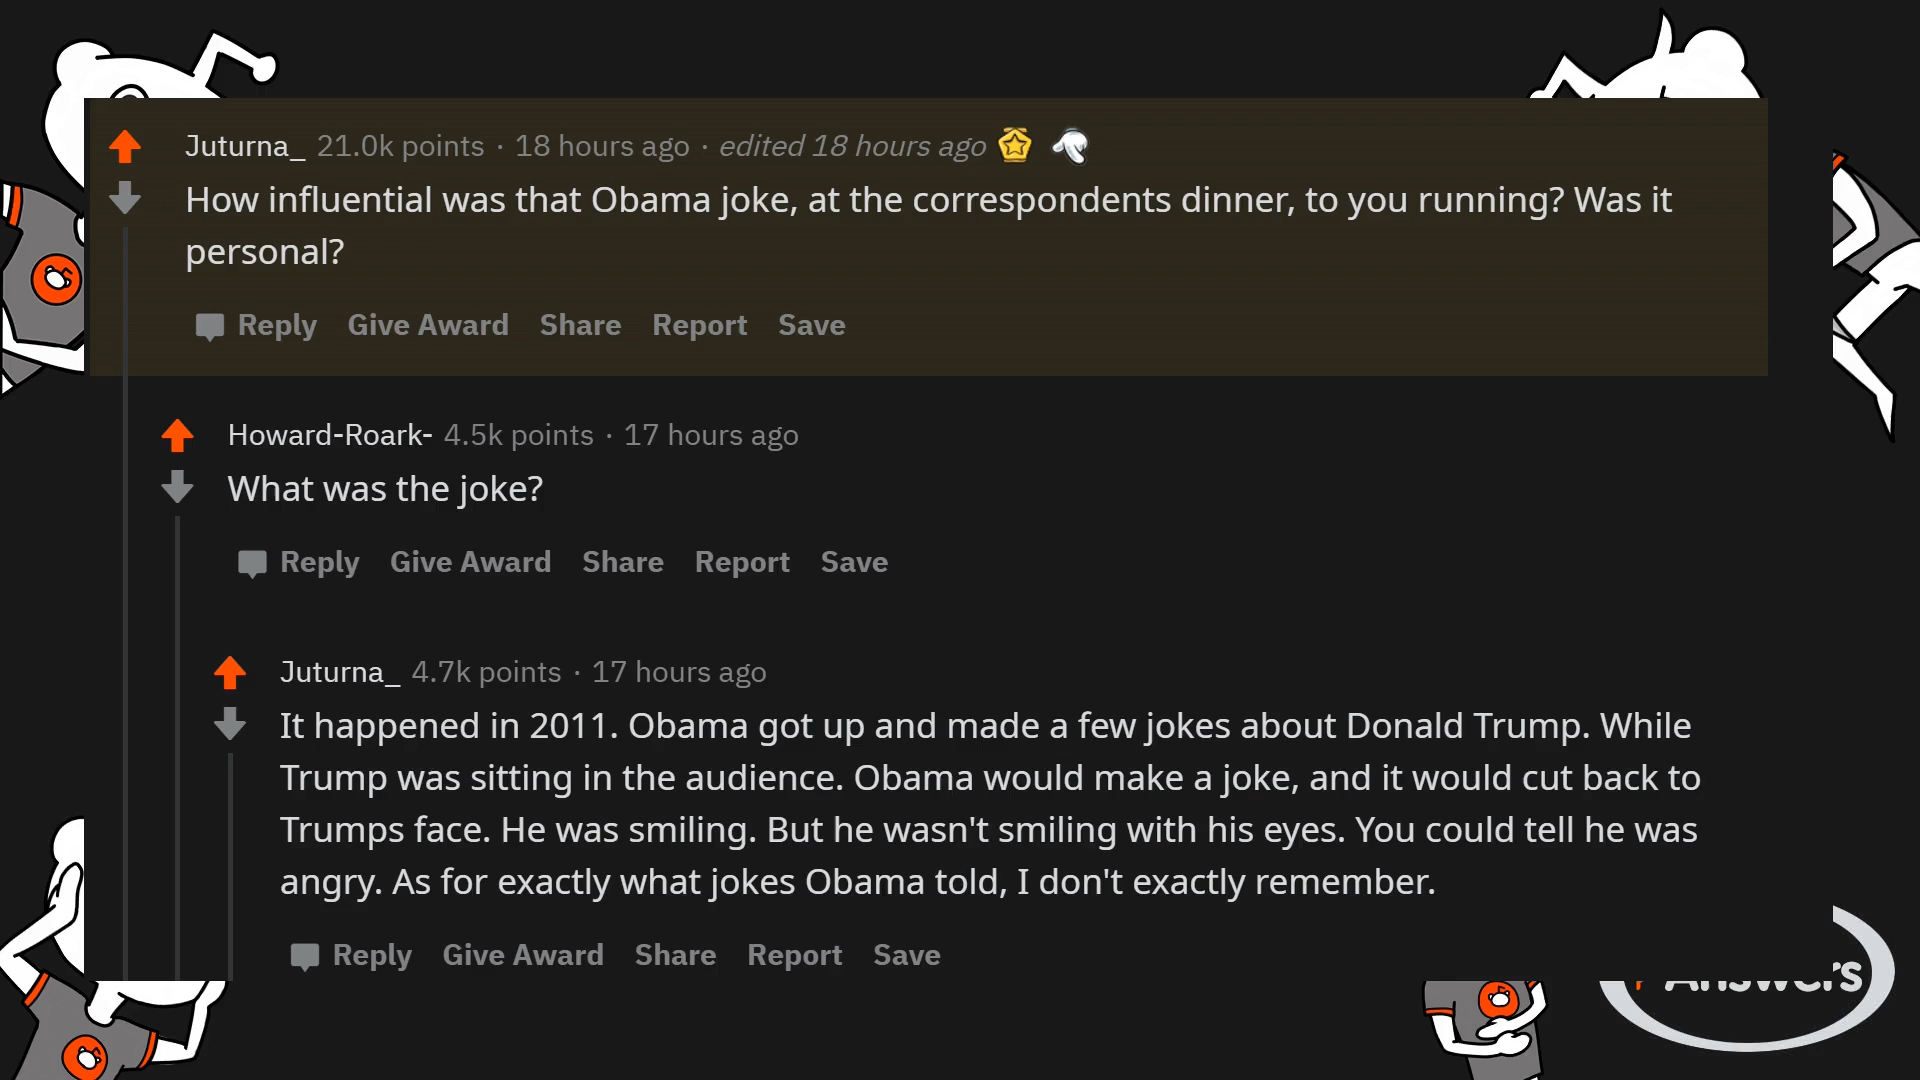 Juturna_ 21.0k points · 18 hours ago · edited 18 hours ago
How influential was that Obama joke, at the correspondents dinner, to you running? Was it
personal?
Reply Give Award Share Report Save
Howard-Roark- 4.5k points · 17 hours ago
What was the joke?
Reply Give Award Share Report Save
Juturna_ 4.7k points · 17 hours ago
It happened in 2011. Obama got up and made a few jokes about Donald Trump. While
Trump was sitting in the audience. Obama would make a joke, and it would cut back to
Trumps face. He was smiling. But he wasn't smiling with his eyes. You could tell he was
angry. As for exactly what jokes Obama told, I don't exactly remember.
Reply Give Award Share Report Save
Answers